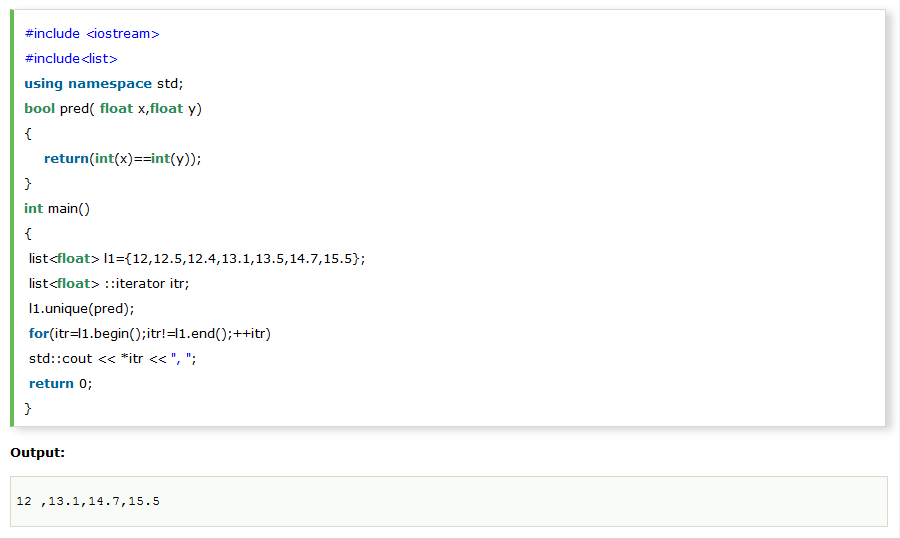 #include <iostream>
#include<list>
using namespace std;
bool pred( float x,float y)
{
return(int(x)==int(y));
}
int main()
{
list<float> l1={12,12.5,12.4,13.1,13.5,14.7,15.5};
list<float> ::iterator itr;
l1.unique(pred);
for(itr=l1.begin();itr!=l1.end();++itr)
std::cout << *itr << ", ";
return 0;
}
Output:
12 ,13.1,14.7,15.5